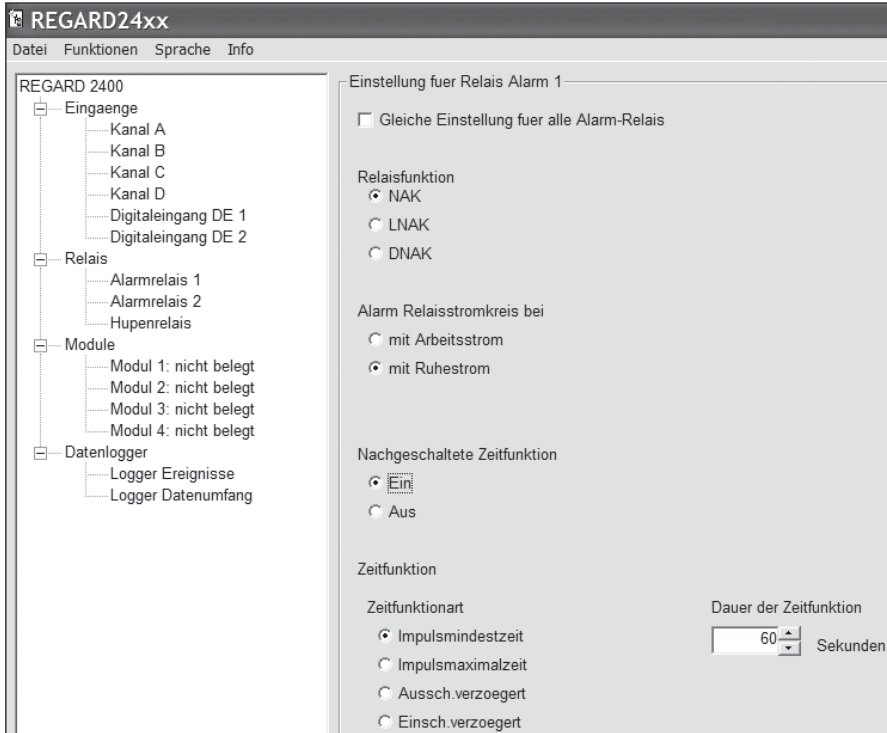 REGARD24xx
Datei Funktionen Sprache Info
REGARD 2400
Eingaenge
Kanal A
Kanal B
Kanal C
Kanal D
Digitaleingang DE 1
Digitaleingang DE 2
Relais
Alarmrelais 1
Alarmrelais 2
Hupenrelais
Module
Modul 1: nicht belegt
Modul 2: nicht belegt
Modul 3: nicht belegt
Modul 4: nicht belegt
Datenlogger
Logger Ereignisse
Logger Datenumfang
Einstellung fuer Relais Alarm 1
Gleiche Einstellung fuer alle Alarm-Relais
Relaisfunktion
NAK
LNAK
DNAK
Alarm Relaisstromkreis bei
mit Arbeitsstrom
mit Ruhestrom
Nachgeschaltete Zeitfunktion
Ein
Aus
Zeitfunktion
Zeitfunktionart
Impulsmindestzeit
Impulsmaximalzeit
Aussch.verzoegert
Einsch.verzoegert
Dauer der Zeitfunktion
60 Sekunden